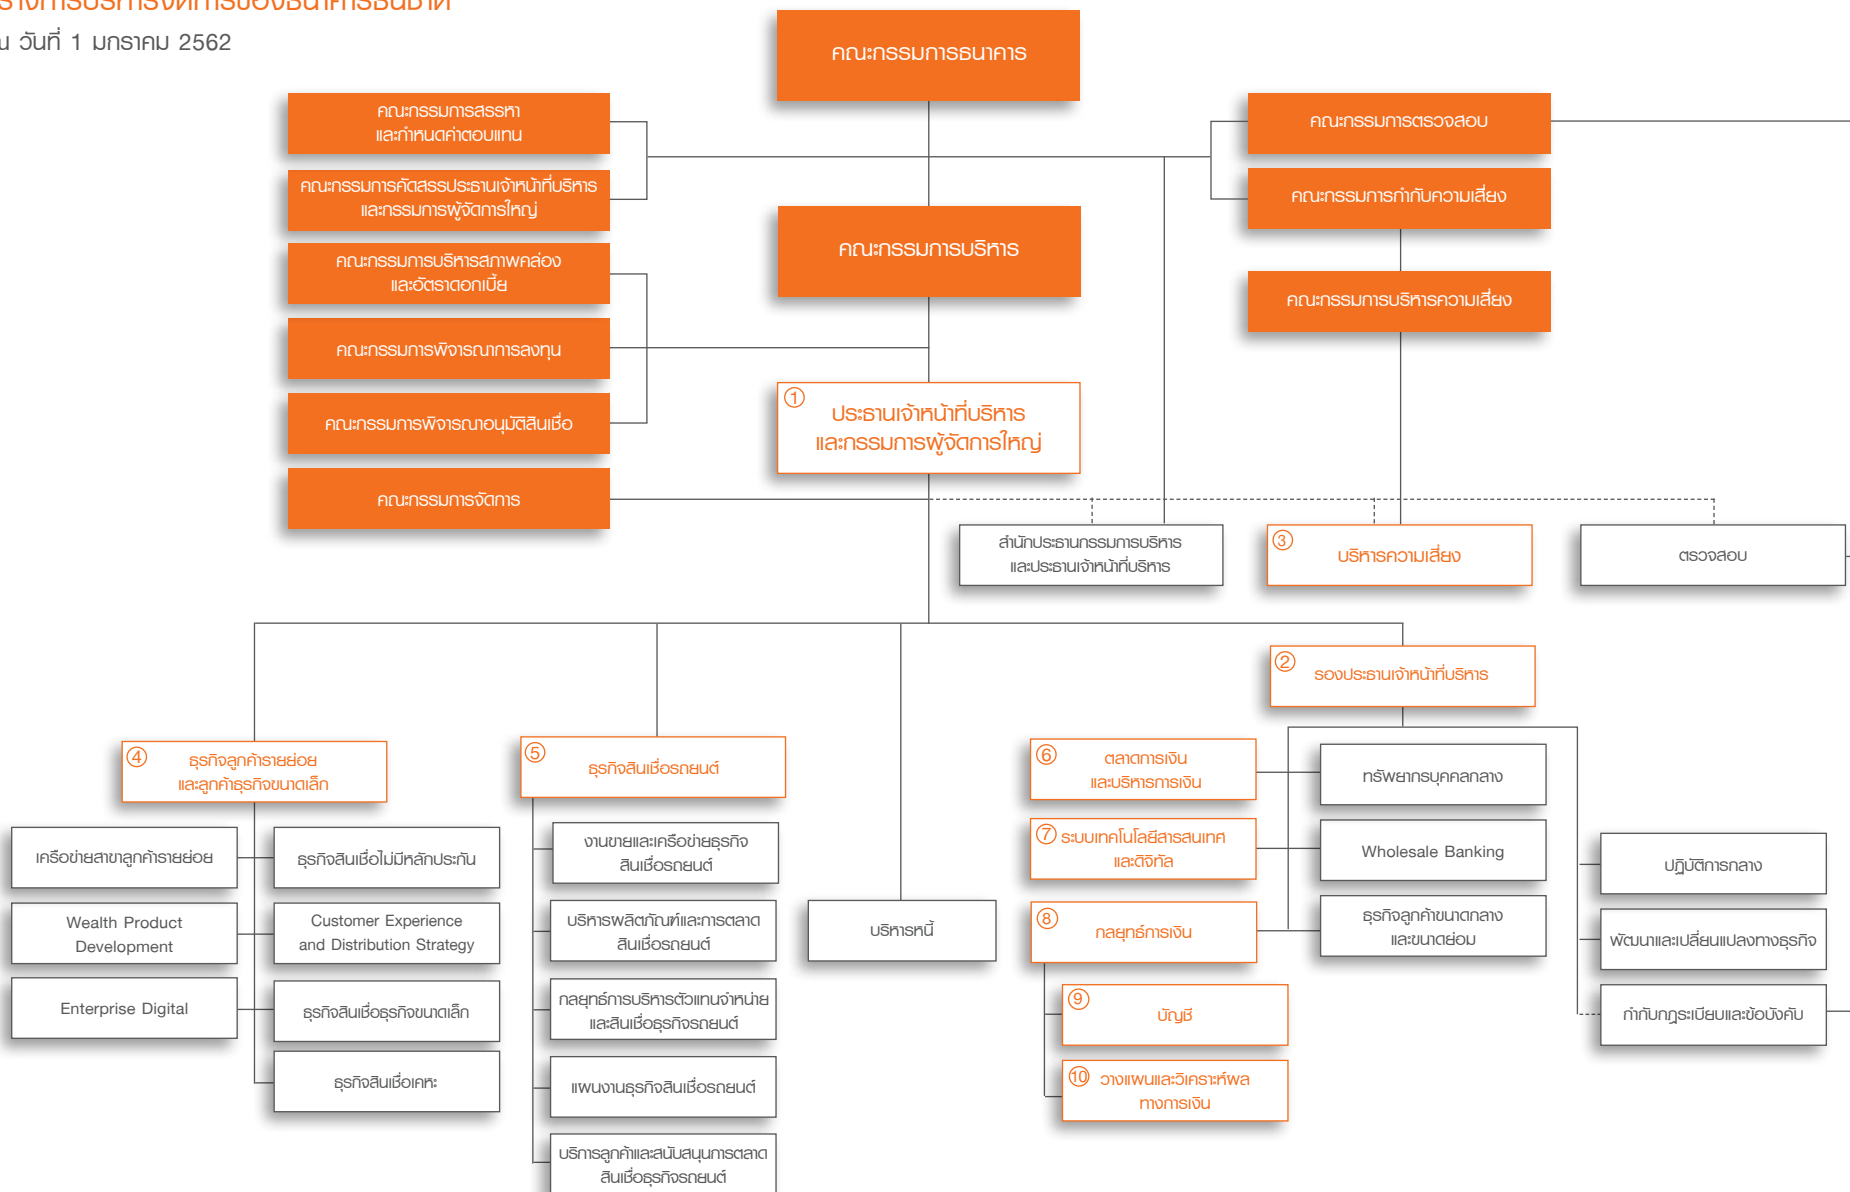 ร้างการบริหารจัดการของธนาคารธนชาต
ณ วันที่ 1 มกราคม 2562
คณะกรรมการธนาคาร
คณะกรรมการสรรหา
และกำหนดค่าตอบแทน
คณะกรรมการตรวจสอบ
คณะกรรมการคัดสรรประธานเจ้าหน้าที่บริหาร
และกรรมการผู้จัดการใหญ่
คณะกรรมการกำกับความเสี่ยง
คณะกรรมการบริหาร
คณะกรรมการบริหารสภาพคล่อง
และอัตราดอกเบี้ย
คณะกรรมการบริหารความเสี่ยง
คณะกรรมการพิจารณาการลงทุน
1
ประธานเจ้าหน้าที่บริหาร
และกรรมการผู้จัดการใหญ่
คณะกรรมการพิจารณาอนุมัติสินเชื่อ
คณะกรรมการจัดการ
สำนักประธานกรรมการบริหาร
และประธานเจ้าหน้าที่บริหาร
3
บริหารความเสี่ยง
ตรวจสอบ
2
รองประธานเจ้าหน้าที่บริหาร
4
ธุรกิจลูกค้ารายย่อย
และลูกค้าธุรกิจขนาดเล็ก
5
ธุรกิจสินเชื่อรถยนต์
6
ตลาดการเงิน
และบริหารการเงิน
ทรัพยากรบุคคลกลาง
เครือข่ายสาขาลูกค้ารายย่อย
ธุรกิจสินเชื่อไม่มีหลักประกัน
งานขายและเครือข่ายธุรกิจ
สินเชื่อรถยนต์
7
ระบบเทคโนโลยีสารสนเทศ
และดิจิทัล
Wholesale Banking
ปฏิบัติการกลาง
Wealth Product
Development
Customer Experience
and Distribution Strategy
บริหารผลิตภัณฑ์และการตลาด
สินเชื่อรถยนต์
บริหารหนี้
8
กลยุทธ์การเงิน
ธุรกิจลูกค้าขนาดกลาง
และขนาดย่อม
พัฒนาและเปลี่ยนแปลงทางธุรกิจ
Enterprise Digital
ธุรกิจสินเชื่อธุรกิจขนาดเล็ก
กลยุทธ์การบริหารตัวแทนจำหน่าย
และสินเชื่อธุรกิจรถยนต์
9
บัญชี
กำกับกฎระเบียบและข้อบังคับ
ธุรกิจสินเชื่อเคหะ
แผนงานธุรกิจสินเชื่อรถยนต์
10
วางแผนและวิเคราะห์ผล
ทางการเงิน
บริการลูกค้าและสนับสนุนการตลาด
สินเชื่อธุรกิจรถยนต์